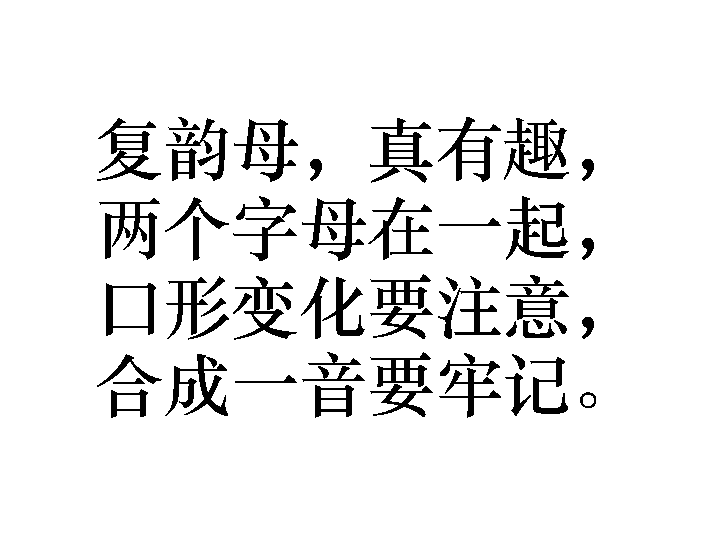 复韵母，真有趣，
两个字母在一起，
口形变化要注意，
合成一音要牢记。